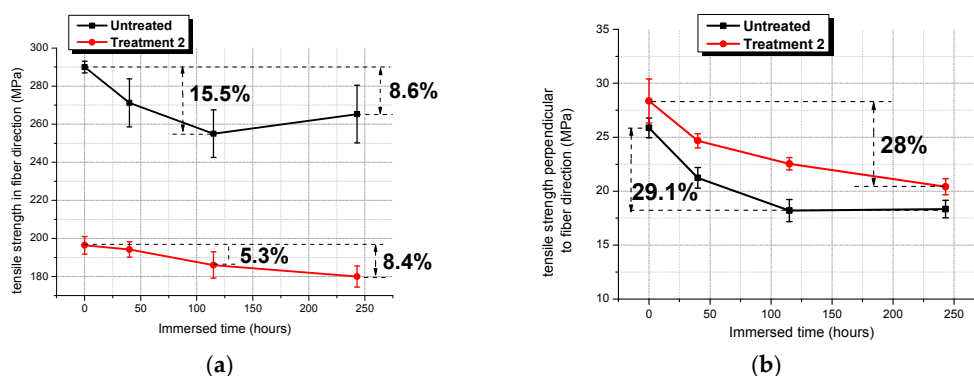 Untreated
Treatment 2
tensile strength in fiber direction (MPa)
300
280
260
240
220
200
180
15.5%
8.6%
5.3%
8.4%
0
50
100
150
200
250
Immersed time (hours)
(a)
Untreated
Treatment 2
tensile strength perpendicular
to fiber direction (MPa)
35
30
25
20
15
10
28%
29.1%
0
50
100
150
200
250
Immersed time (hours)
(b)